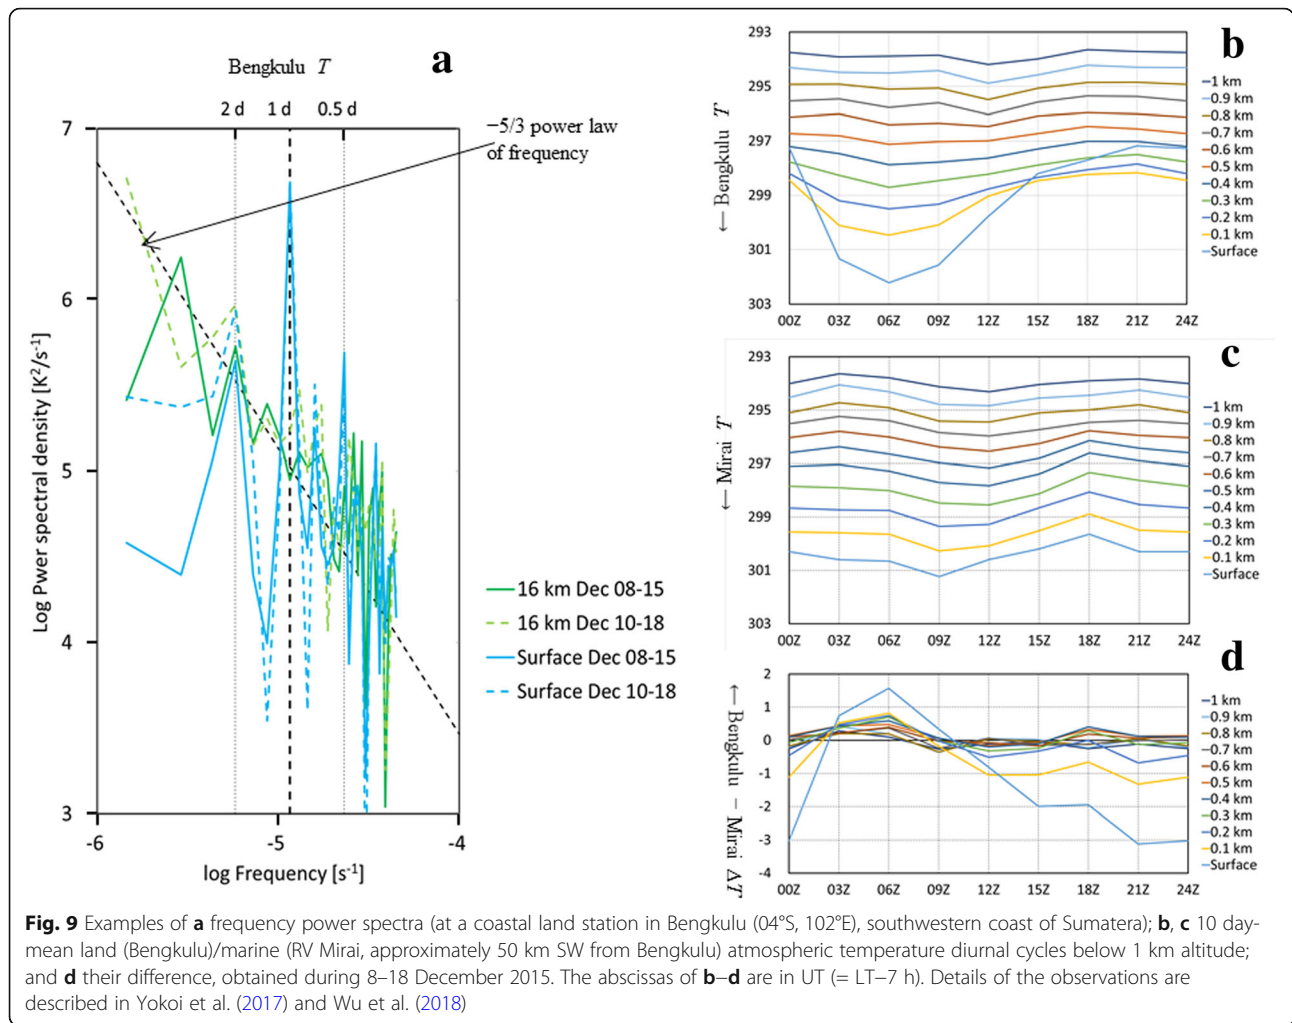 a
Bengkulu T
2 d 1 d 0.5 d
−5/3 power law
of frequency
7
6
5
4
3
-6 -5 -4
Log Pwer spectral density [K²/s⁻¹]
log Frequency [s⁻¹]
16 km Dec 08-15
16 km Dec 10-18
Surface Dec 08-15
Surface Dec 10-18
b
← Bengkulu T
293
295
297
299
301
303
00Z 03Z 06Z 09Z 12Z 15Z 18Z 21Z 24Z
1 km
0.9 km
0.8 km
0.7 km
0.6 km
0.5 km
0.4 km
0.3 km
0.2 km
0.1 km
Surface
c
← Mirai T
293
295
297
299
301
303
00Z 03Z 06Z 09Z 12Z 15Z 18Z 21Z 24Z
1 km
0.9 km
0.8 km
0.7 km
0.6 km
0.5 km
0.4 km
0.3 km
0.2 km
0.1 km
Surface
d
← Bengkulu − Mirai ΔT
2
1
0
-1
-2
-3
-4
00Z 03Z 06Z 09Z 12Z 15Z 18Z 21Z 24Z
1 km
0.9 km
0.8 km
0.7 km
0.6 km
0.5 km
0.4 km
0.3 km
0.2 km
0.1 km
Surface
Fig. 9 Examples of a frequency power spectra (at a coastal land station in Bengkulu (04°S, 102°E), southwestern coast of Sumatera); b, c 10 day-
mean land (Bengkulu)/marine (RV Mirai, approximately 50 km SW from Bengkulu) atmospheric temperature diurnal cycles below 1 km altitude;
and d their difference, obtained during 8–18 December 2015. The abscissas of b–d are in UT (= LT–7 h). Details of the observations are
described in Yokoi et al. (2017) and Wu et al. (2018)